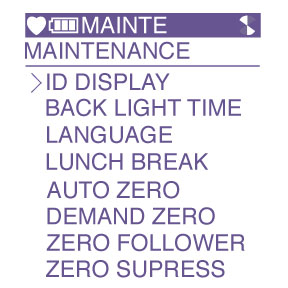 MAINTE
MAINTENANCE
>ID DISPLAY
BACK LIGHT TIME
LANGUAGE
LUNCH BREAK
AUTO ZERO
DEMAND ZERO
ZERO FOLLOWER
ZERO SUPRESS